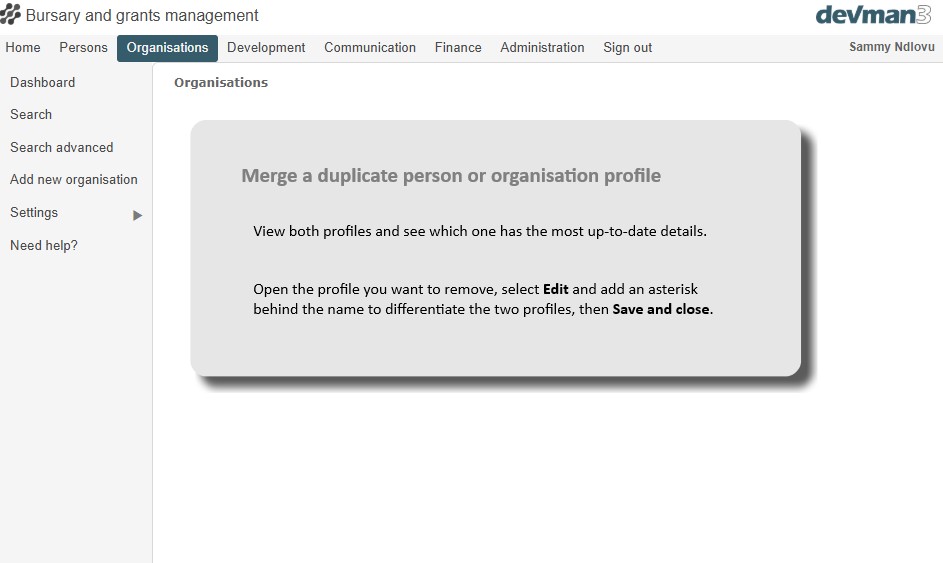 Bursary and grants management
devman3
Home Persons Organisations Development Communication Finance Administration Sign out Sammy Ndlovu
Dashboard
Search
Search advanced
Add new organisation
Settings
Need help?
Organisations
Merge a duplicate person or organisation profile
View both profiles and see which one has the most up-to-date details.
Open the profile you want to remove, select Edit and add an asterisk
behind the name to differentiate the two profiles, then Save and close.